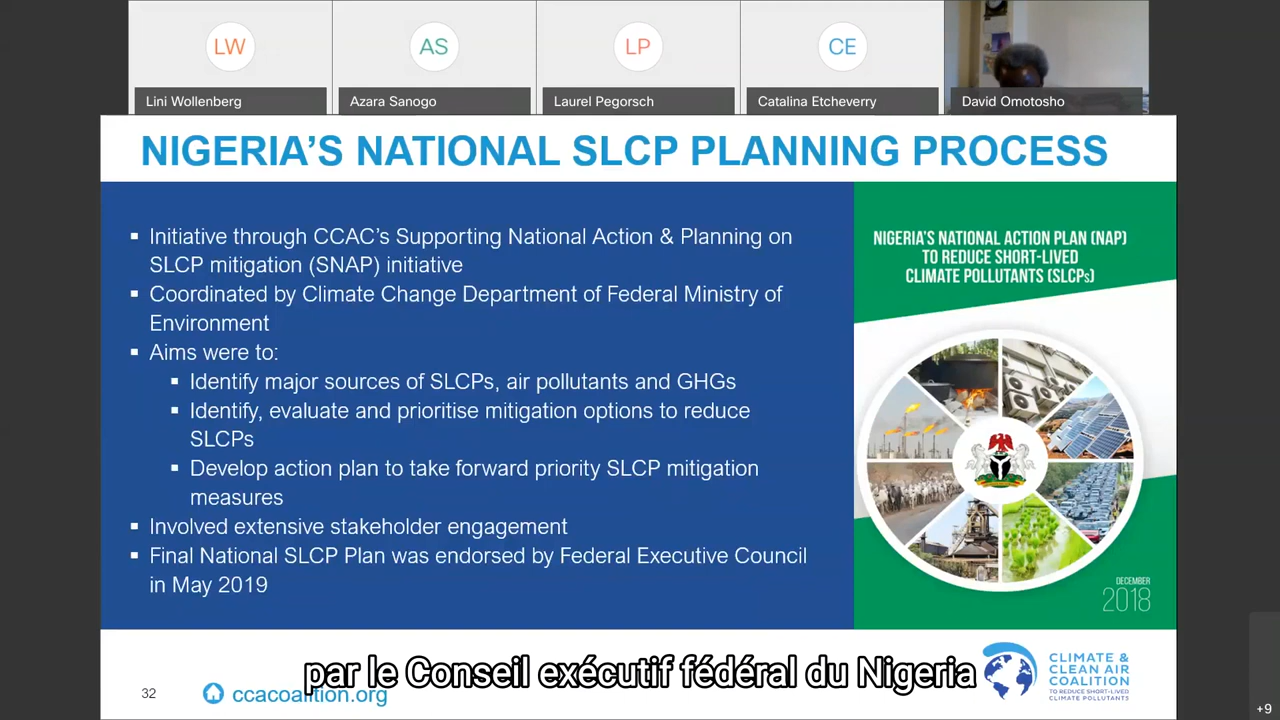 LW
AS
LP
CE
Lini Wollenberg
Azara Sanogo
Laurel Pegorsch
Catalina Etcheverry
David Omotosho
NIGERIA'S NATIONAL SLCP PLANNING PROCESS
▪ Initiative through CCAC's Supporting National Action & Planning on
SLCP mitigation (SNAP) initiative
▪ Coordinated by Climate Change Department of Federal Ministry of
Environment
▪ Aims were to:
▪ Identify major sources of SLCPs, air pollutants and GHGs
▪ Identify, evaluate and prioritise mitigation options to reduce
SLCPs
▪ Develop action plan to take forward priority SLCP mitigation
measures
▪ Involved extensive stakeholder engagement
▪ Final National SLCP Plan was endorsed by Federal Executive Council
in May 2019
NIGERIA'S NATIONAL ACTION PLAN (NAP)
TO REDUCE SHORT-LIVED
CLIMATE POLLUTANTS (SLCPs)
DECEMBER
2018
par le Conseil exécutif fédéral du Nigeria
32
ccacoalition.org
CLIMATE &
CLEAN AIR
COALITION
TO REDUCE SHORT-LIVED
CLIMATE POLLUTANTS
+9